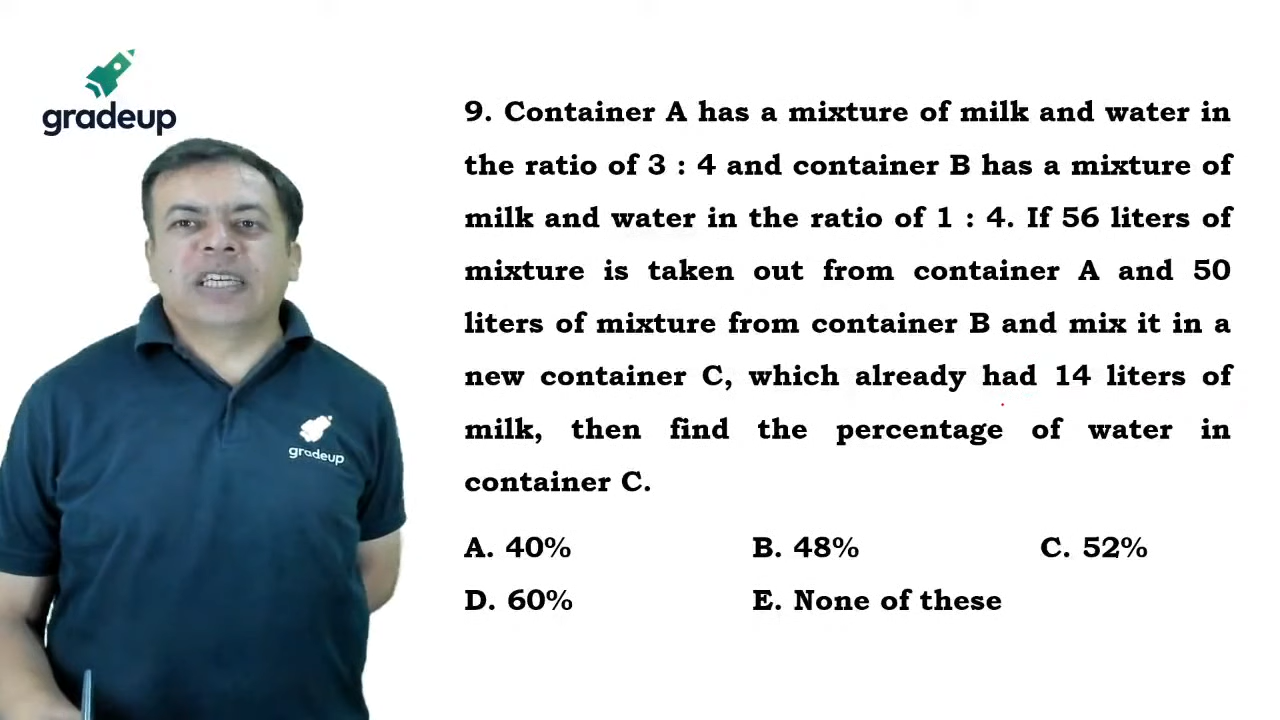 gradeup
9. Container A has a mixture of milk and water in
the ratio of 3 : 4 and container B has a mixture of
milk and water in the ratio of 1 : 4. If 56 liters of
mixture is taken out from container A and 50
liters of mixture from container B and mix it in a
new container C, which already had 14 liters of
milk, then find the percentage of water in
container C.
A. 40% B. 48% C. 52%
D. 60% E. None of these
gradeup